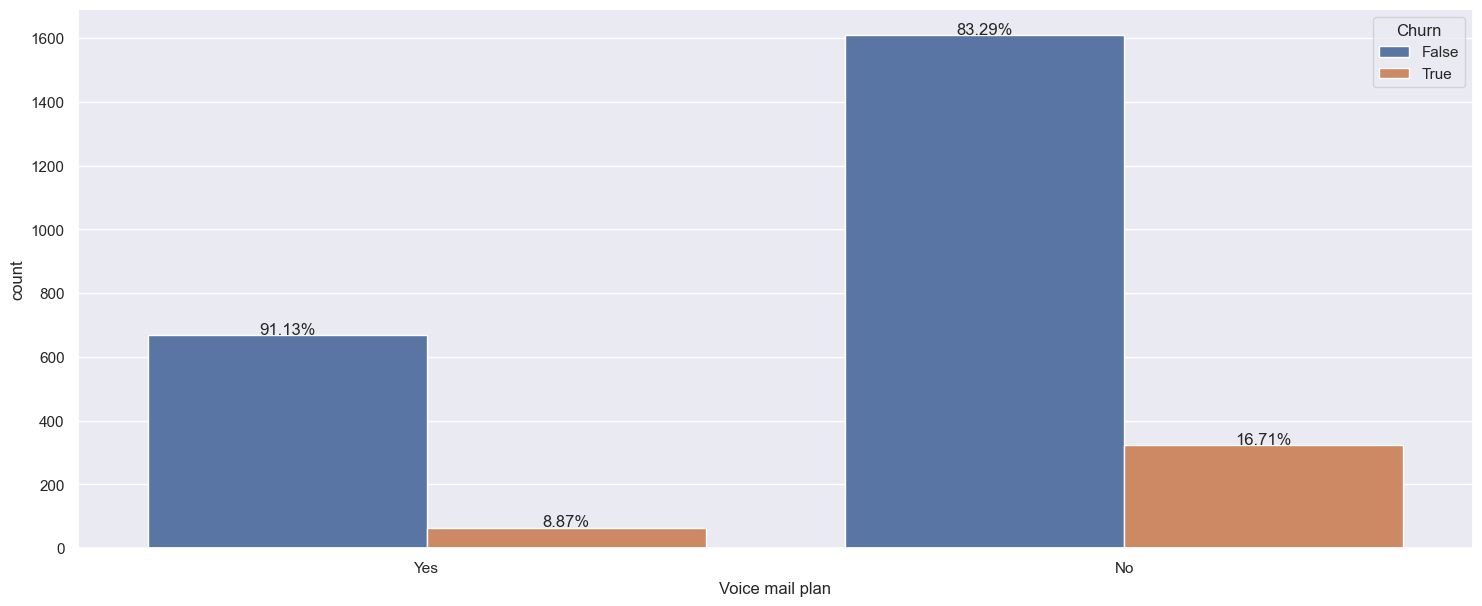 Churn
False
True
1600
1400
1200
1000
800
600
400
200
0
count
91.13%
8.87%
83.29%
16.71%
Yes
No
Voice mail plan